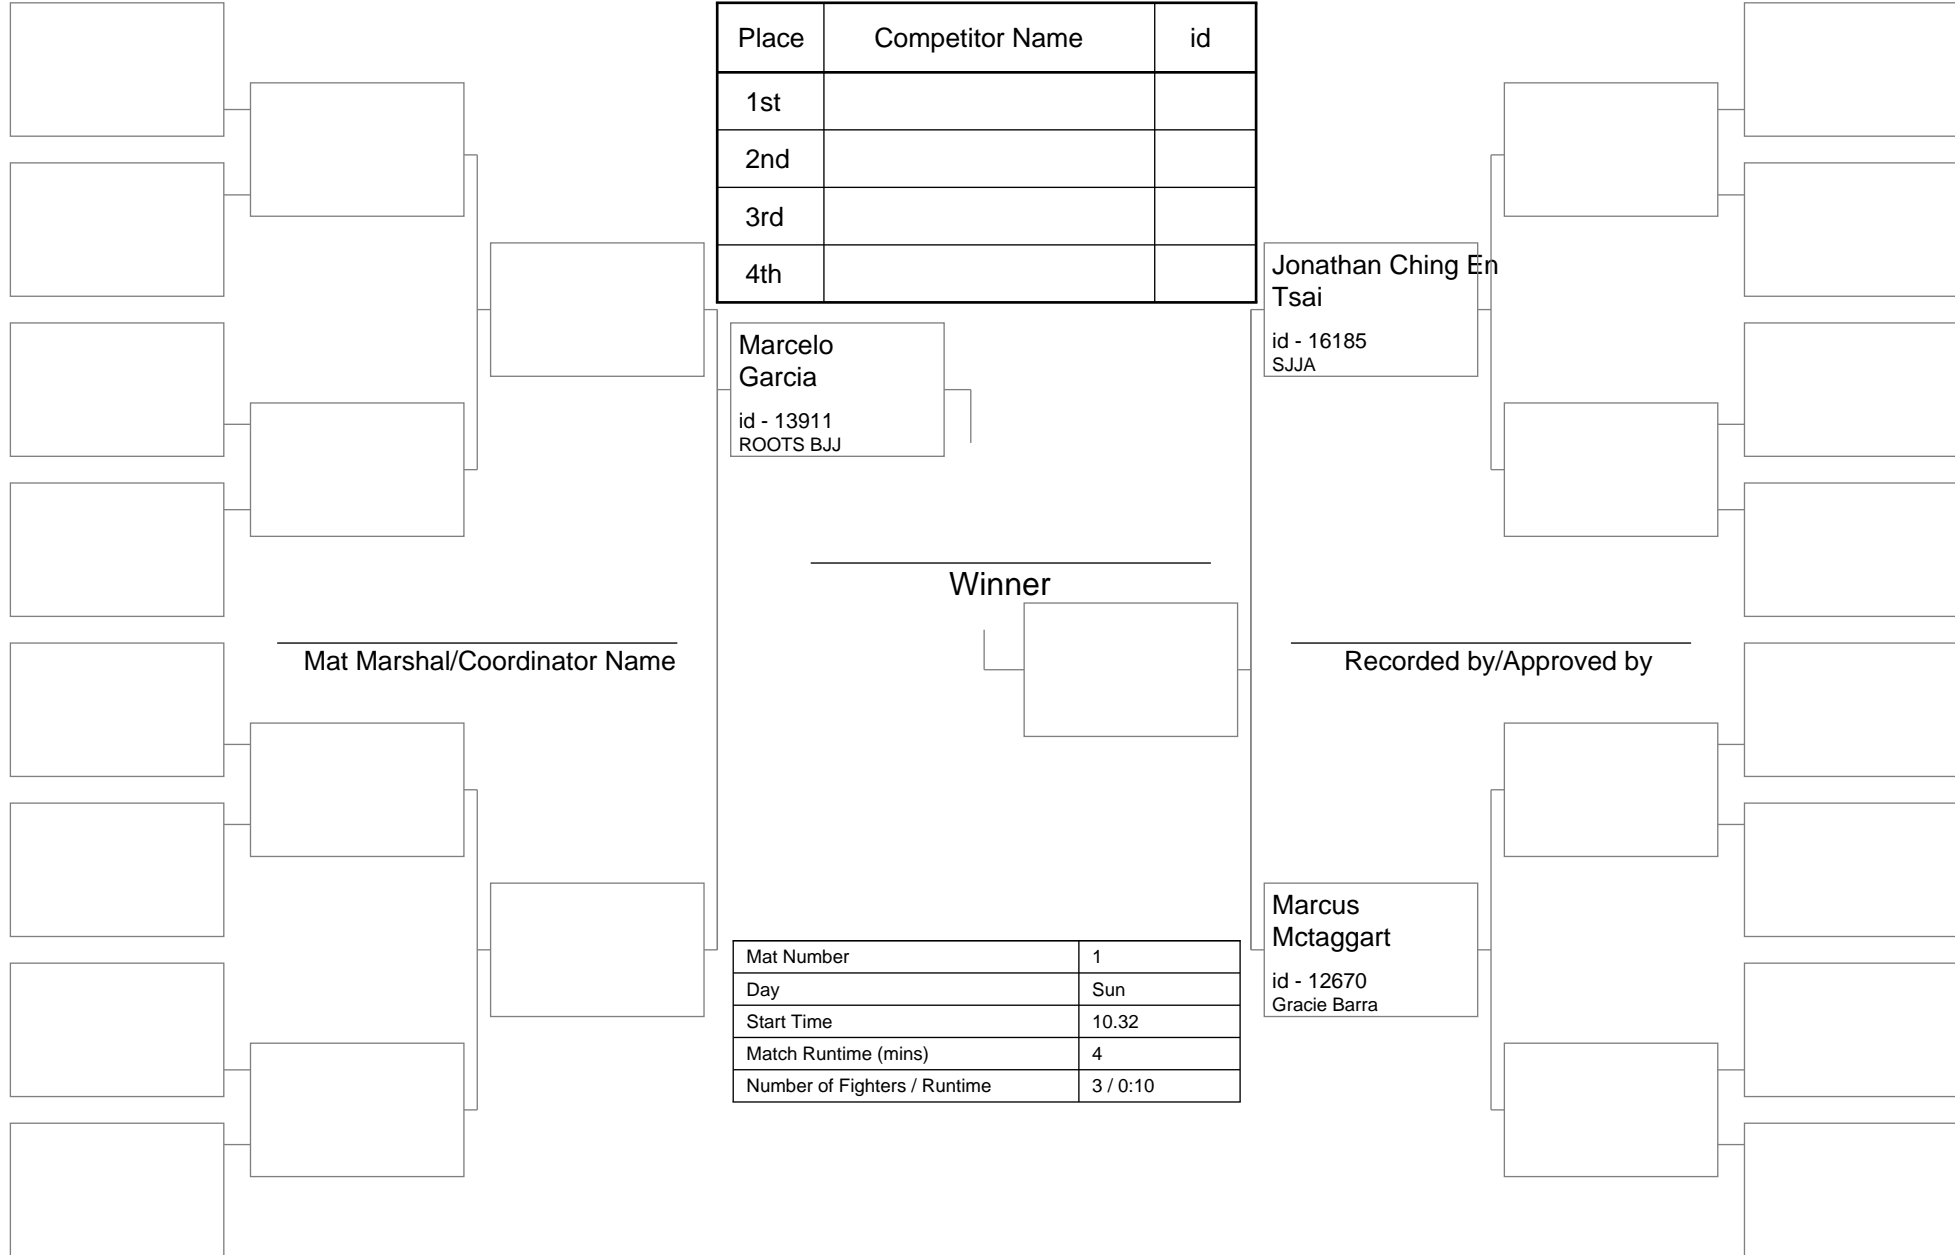 Place Competitor Name id
1st
2nd
3rd
4th
Jonathan Ching En
Tsai
id - 16185
SJJA
Marcelo
Garcia
id - 13911
ROOTS BJJ
Winner
Mat Marshal/Coordinator Name
Recorded by/Approved by
Marcus
Mctaggart
id - 12670
Gracie Barra
Mat Number 1
Day Sun
Start Time 10.32
Match Runtime (mins) 4
Number of Fighters / Runtime 3 / 0:10